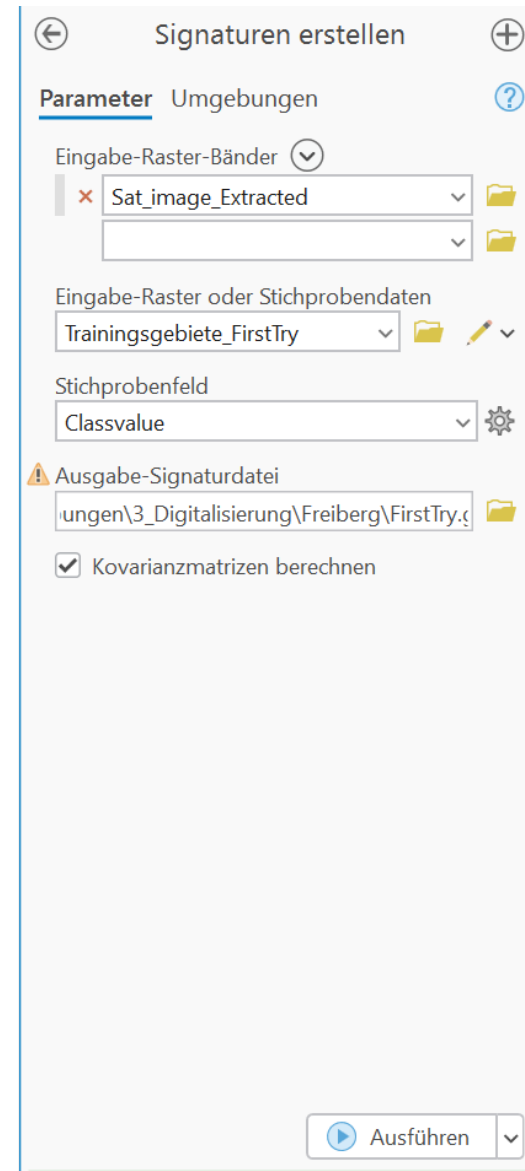 Signaturen erstellen
Parameter Umgebungen
Eingabe-Raster-Bänder
Sat_image_Extracted
Eingabe-Raster oder Stichprobendaten
Trainingsgebiete_FirstTry
Stichprobenfeld
Classvalue
Ausgabe-Signaturdatei
ungen\3_Digitalisierung\Freiberg\FirstTry.g
Kovarianzmatrizen berechnen
Ausführen